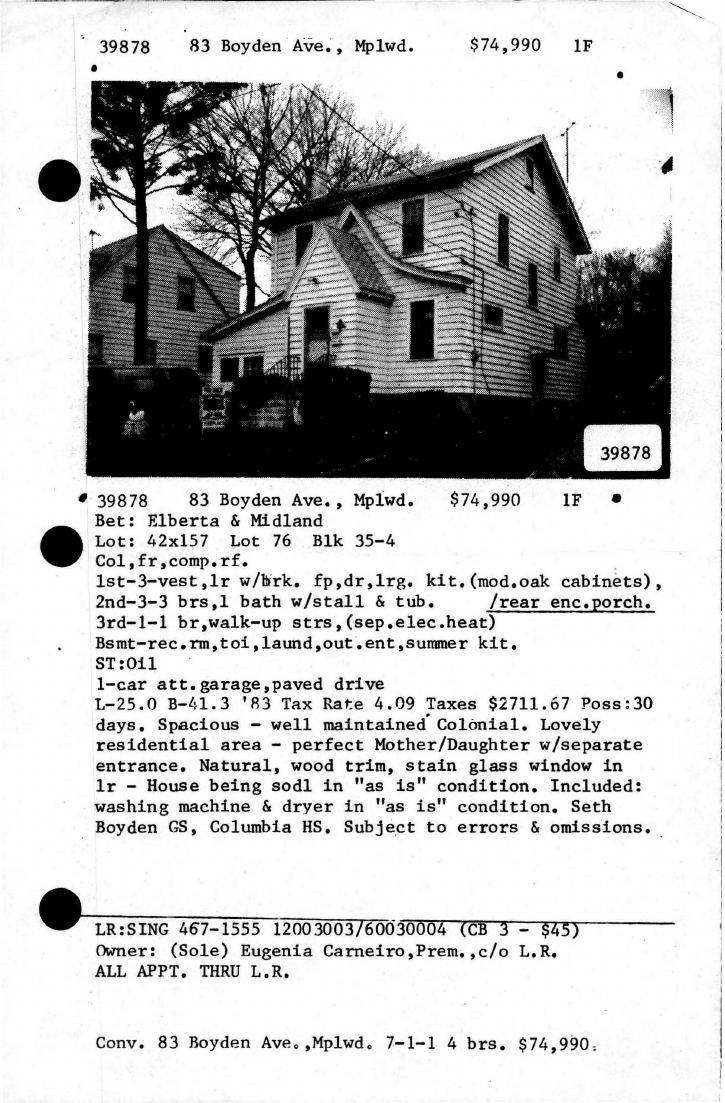 39878 83 Boyden Ave., Mplwd. $74,990 1F
39878
39878 83 Boyden Ave., Mplwd. $74,990 1F
Bet: Elberta & Midland
Lot: 42x157 Lot 76 Blk 35-4
Col,fr,comp.rf.
1st-3-vest,lr w/brk. fp,dr,lrg. kit.(mod.oak cabinets),
2nd-3-3 brs,1 bath w/stall & tub. /rear enc.porch.
3rd-1-1 br,walk-up strs,(sep.elec.heat)
Bsmt-rec.rm,toi,laund,out.ent,summer kit.
ST:Oil
1-car att.garage,paved drive
L-25.0 B-41.3 '83 Tax Rate 4.09 Taxes $2711.67 Poss:30
days. Spacious - well maintained Colonial. Lovely
residential area - perfect Mother/Daughter w/separate
entrance. Natural, wood trim, stain glass window in
lr - House being sodl in "as is" condition. Included:
washing machine & dryer in "as is" condition. Seth
Boyden GS, Columbia HS. Subject to errors & omissions.
LR:SING 467-1555 12003003/60030004 (CB 3 - $45)
Owner: (Sole) Eugenia Carneiro,Prem.,c/o L.R.
ALL APPT. THRU L.R.
Conv. 83 Boyden Ave.,Mplwd. 7-1-1 4 brs. $74,990.